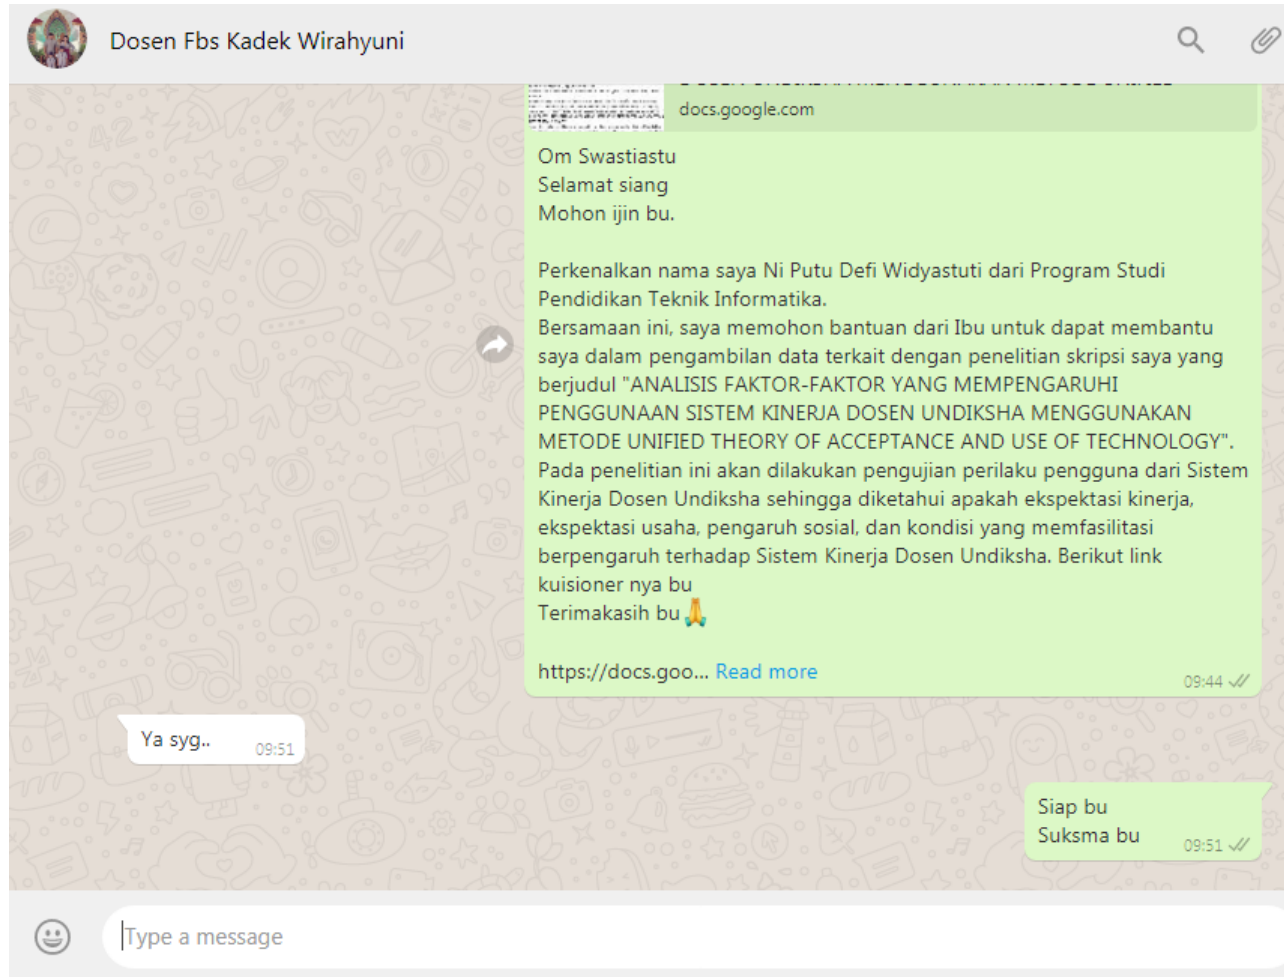 Dosen Fbs Kadek Wirahyuni
docs.google.com
Om Swastiastu
Selamat siang
Mohon ijin bu.
Perkenalkan nama saya Ni Putu Defi Widyastuti dari Program Studi
Pendidikan Teknik Informatika.
Bersamaan ini, saya memohon bantuan dari Ibu untuk dapat membantu
saya dalam pengambilan data terkait dengan penelitian skripsi saya yang
berjudul "ANALISIS FAKTOR-FAKTOR YANG MEMPENGARUHI
PENGGUNAAN SISTEM KINERJA DOSEN UNDIKSHA MENGGUNAKAN
METODE UNIFIED THEORY OF ACCEPTANCE AND USE OF TECHNOLOGY".
Pada penelitian ini akan dilakukan pengujian perilaku pengguna dari Sistem
Kinerja Dosen Undiksha sehingga diketahui apakah ekspektasi kinerja,
ekspektasi usaha, pengaruh sosial, dan kondisi yang memfasilitasi
berpengaruh terhadap Sistem Kinerja Dosen Undiksha. Berikut link
kuisioner nya bu
Terimakasih bu🙏
https://docs.goo... Read more
09:44
Ya syg..
09:51
Siap bu
Suksma bu
09:51
Type a message